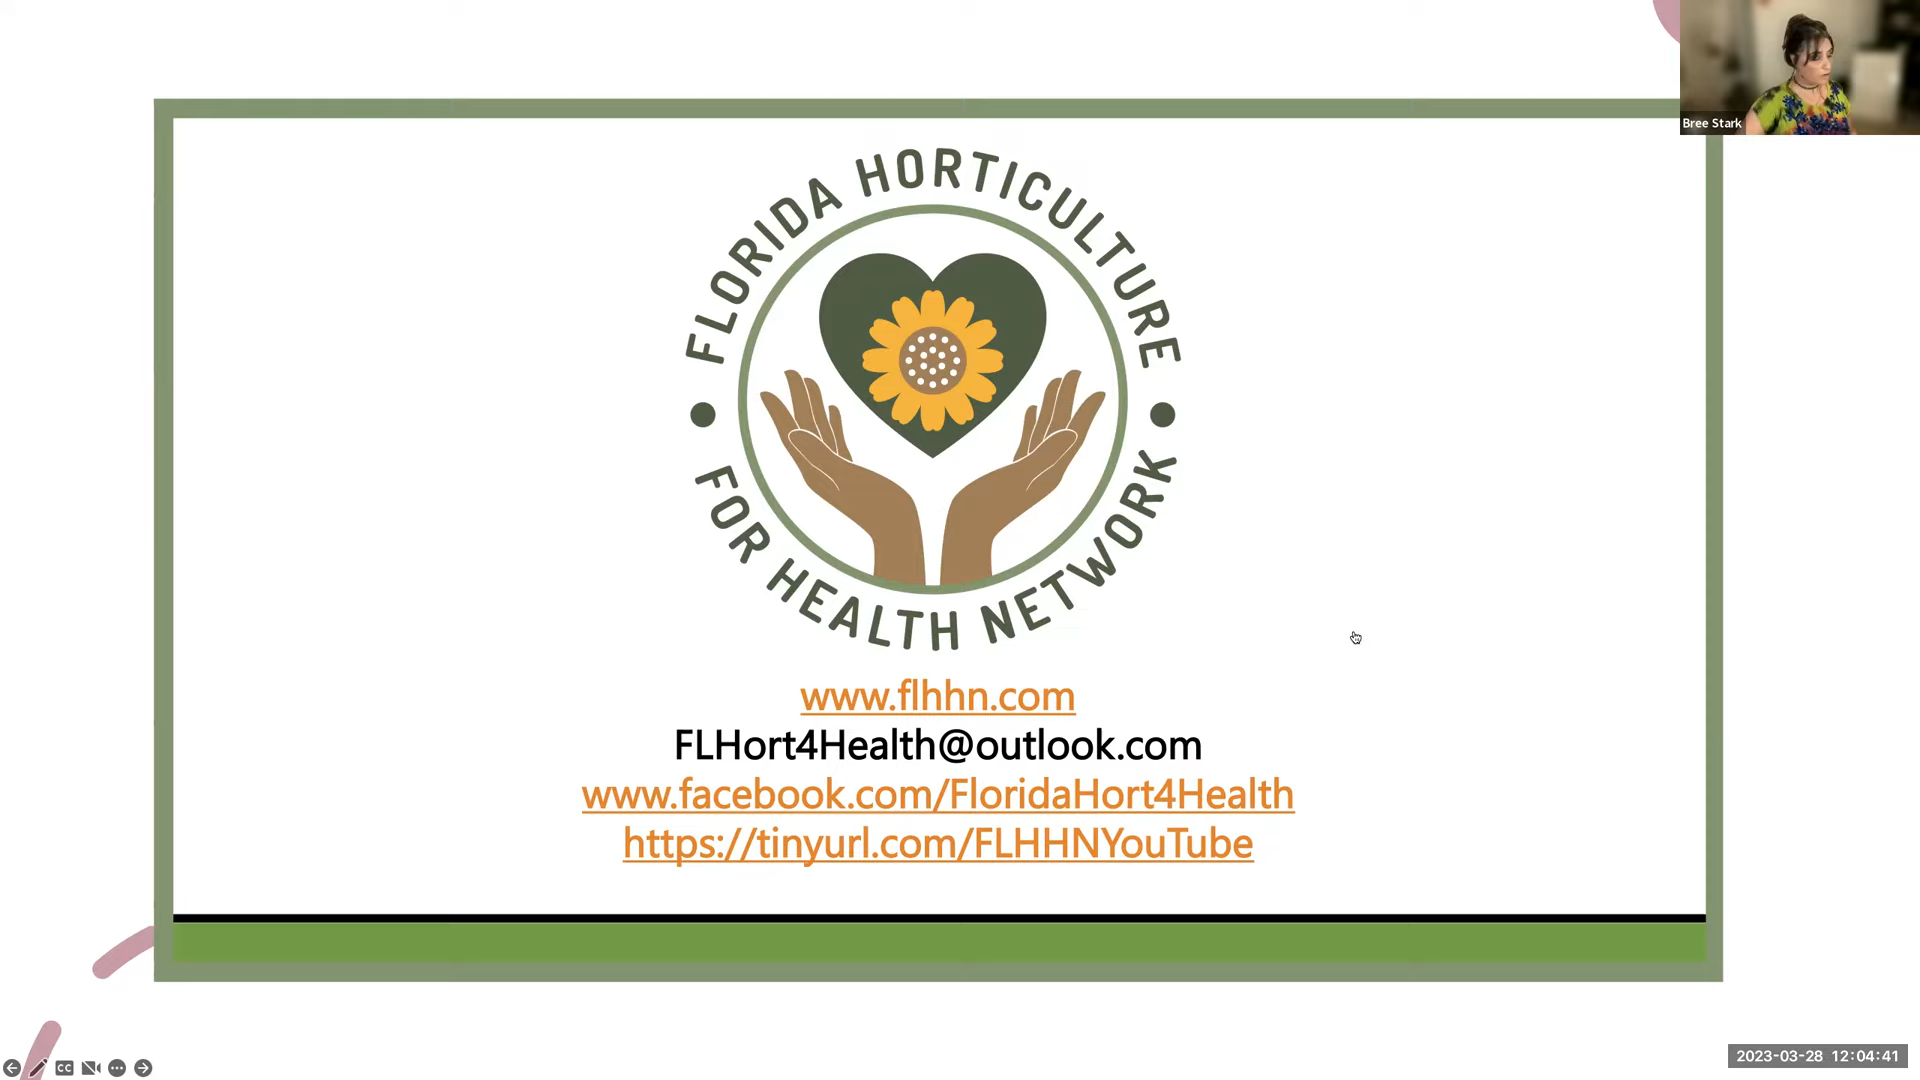 Bree Stark
FLORIDA HORTICULTURE
FOR HEALTH NETWORK
www.flhhn.com
FLHort4Health@outlook.com
www.facebook.com/FloridaHort4Health
https://tinyurl.com/FLHHNYouTube
CC
2023-03-28 12:04:41